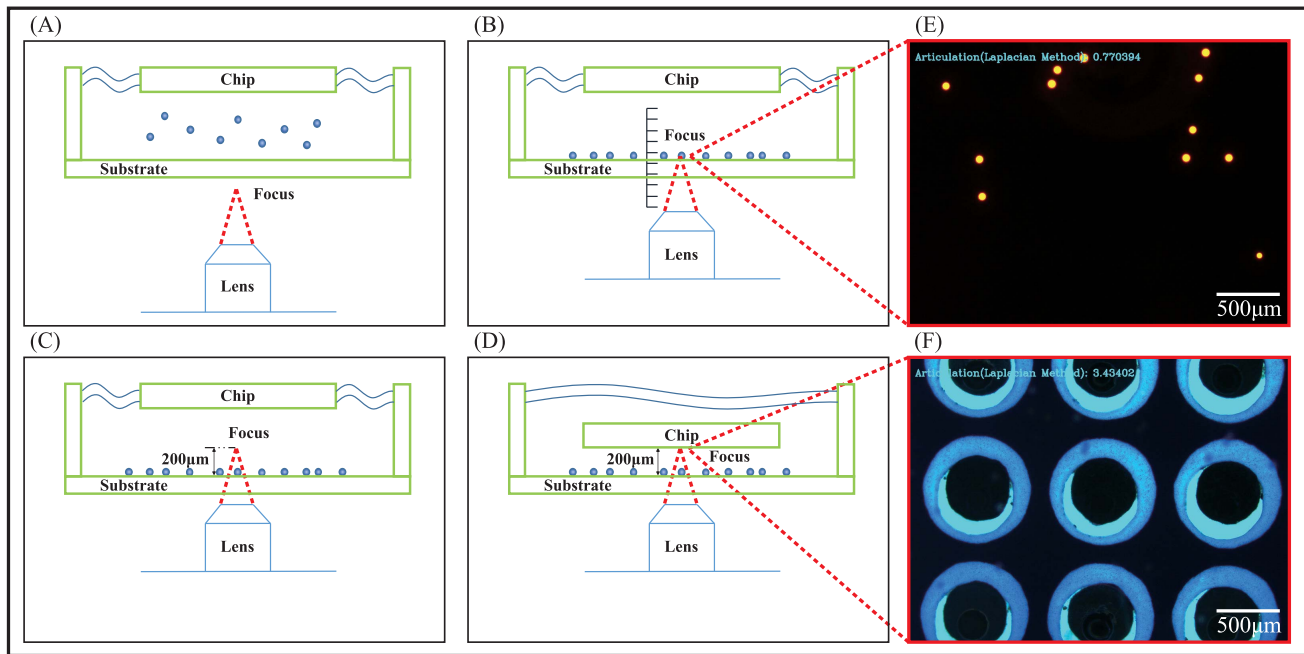 (A)
Chip
Substrate
Focus
Lens
(B)
Chip
Focus
Substrate
Lens
(E)
Articulation(Laplacian Method): 0.770394
500μm
(C)
Chip
Focus
200μm
Substrate
Lens
(D)
Chip
200μm
Focus
Substrate
Lens
(F)
Articulation(Laplacian Method): 3.43402
500μm